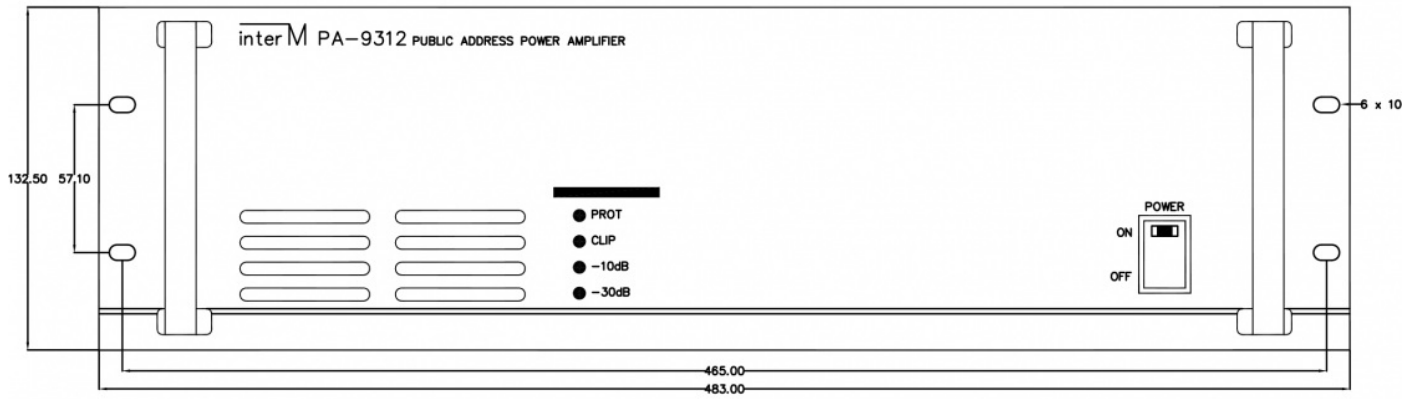 inter M PA-9312 PUBLIC ADDRESS POWER AMPLIFIER
6 x 10
132.50 57.10
PROT
CLIP
-10dB
-30dB
POWER
ON
OFF
465.00
483.00